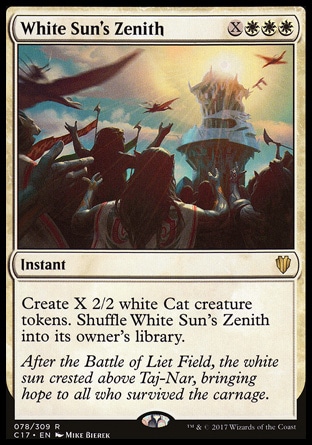 White Sun's Zenith X
Instant
Create X 2/2 white Cat creature
tokens. Shuffle White Sun's Zenith
into its owner's library.
After the Battle of Liet Field, the white
sun crested above Taj-Nar, bringing
hope to all who survived the carnage.
078/309 R
C17 • EN Mike Bierek
™ & © 2017 Wizards of the Coast